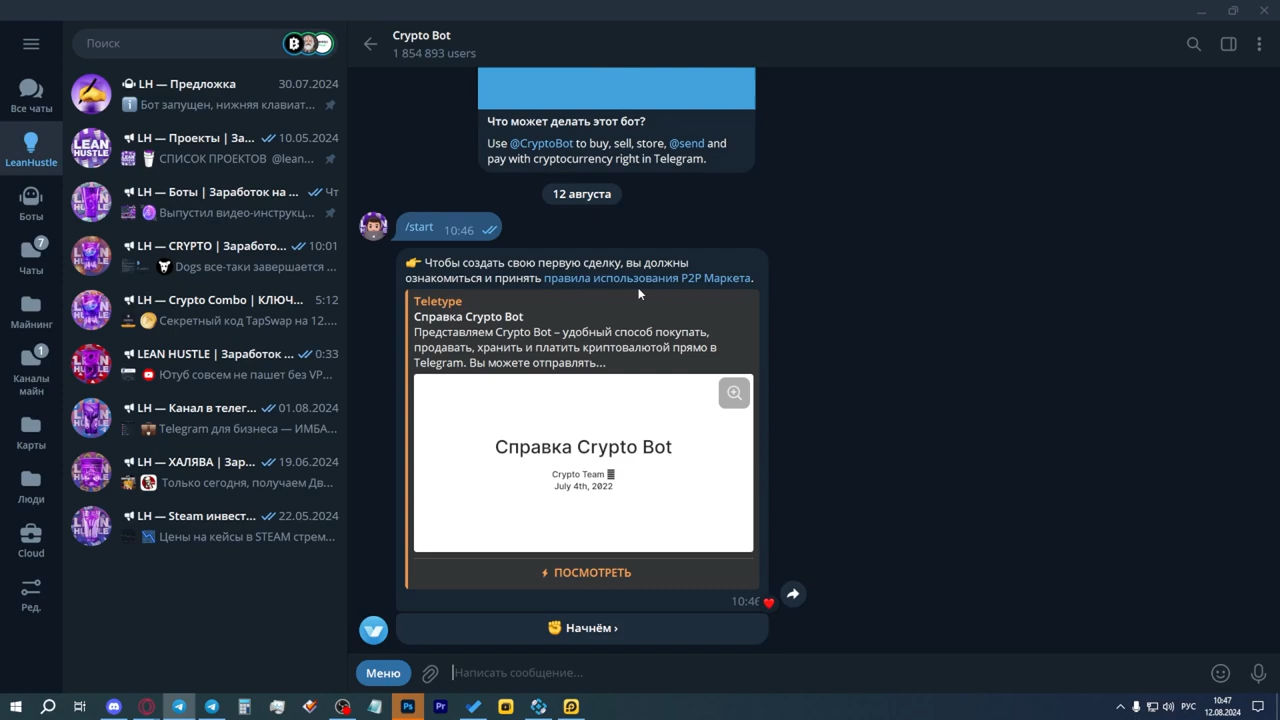 Поиск
Crypto Bot
1 854 893 users
Все чаты
LeanHustle
Боты
7
Чаты
Майнинг
1
Каналы
майн
Карты
Люди
Cloud
Ред.
LH — Предложка 30.07.2024
Бот запущен, нижняя клавиат...
LH — Проекты | За... 10.05.2024
СПИСОК ПРОЕКТОВ @lean...
LH — Боты | Заработок на ... Чт
Выпустил видео-инструкц...
LH — CRYPTO | Заработо... 10:01
Dogs все-таки завершается ...
LH — Crypto Combo | КЛЮЧ... 5:12
Секретный код TapSwap на 12....
LEAN HUSTLE | Заработок ... 0:33
Ютуб совсем не пашет без VP...
LH — Канал в телег... 01.08.2024
Telegram для бизнеса — ИМБА...
LH — ХАЛЯВА | Зар... 19.06.2024
Только сегодня, получаем Дв...
LH — Steam инвест... 22.05.2024
Цены на кейсы в STEAM стрем...
Что может делать этот бот?
Use @CryptoBot to buy, sell, store, @send and
pay with cryptocurrency right in Telegram.
12 августа
/start 10:46
👉 Чтобы создать свою первую сделку, вы должны
ознакомиться и принять правила использования P2P Маркета.
Teletype
Справка Crypto Bot
Представляем Crypto Bot – удобный способ покупать,
продавать, хранить и платить криптовалютой прямо в
Telegram. Вы можете отправлять...
Справка Crypto Bot
Crypto Team
July 4th, 2022
ПОСМОТРЕТЬ
10:46
✊ Начнём ›
Меню
Написать сообщение...
Ps
Pr
РУС
10:47
12.08.2024